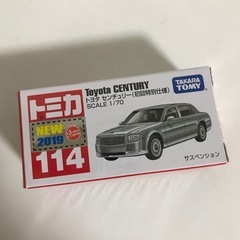 トミカ
NEW
2019
114
Toyota CENTURY
トヨタ センチュリー(初回特別仕様)
SCALE 1/70
TAKARA TOMY
サスペンション